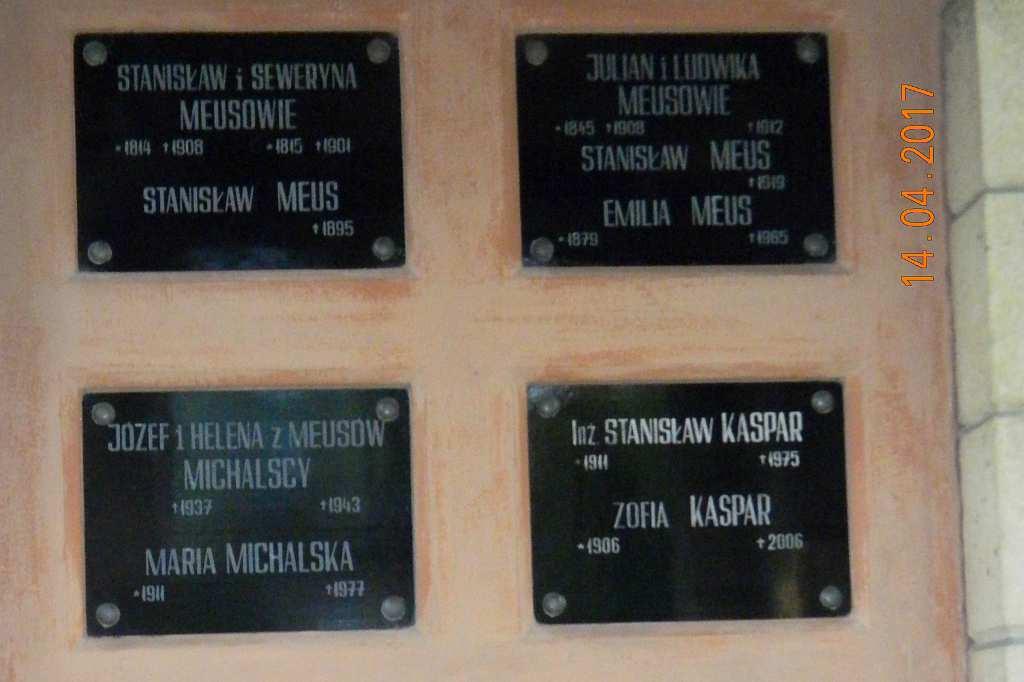 STANISŁAW i SEWERYNA
MEUSOWIE
*1814 †1908 *1815 †1901
STANISŁAW MEUS
†1895
JULIAN i LUDWIKA
MEUSOWIE
*1845 †1908 †1912
STANISŁAW MEUS
†1919
EMILIA MEUS
*1879 †1965
JÓZEF i HELENA z MEUSÓW
MICHALSCY
†1937 †1943
MARIA MICHALSKA
*1911 †1977
Inż. STANISŁAW KASPAR
*1911 †1975
ZOFIA KASPAR
*1906 †2006
14.04.2017